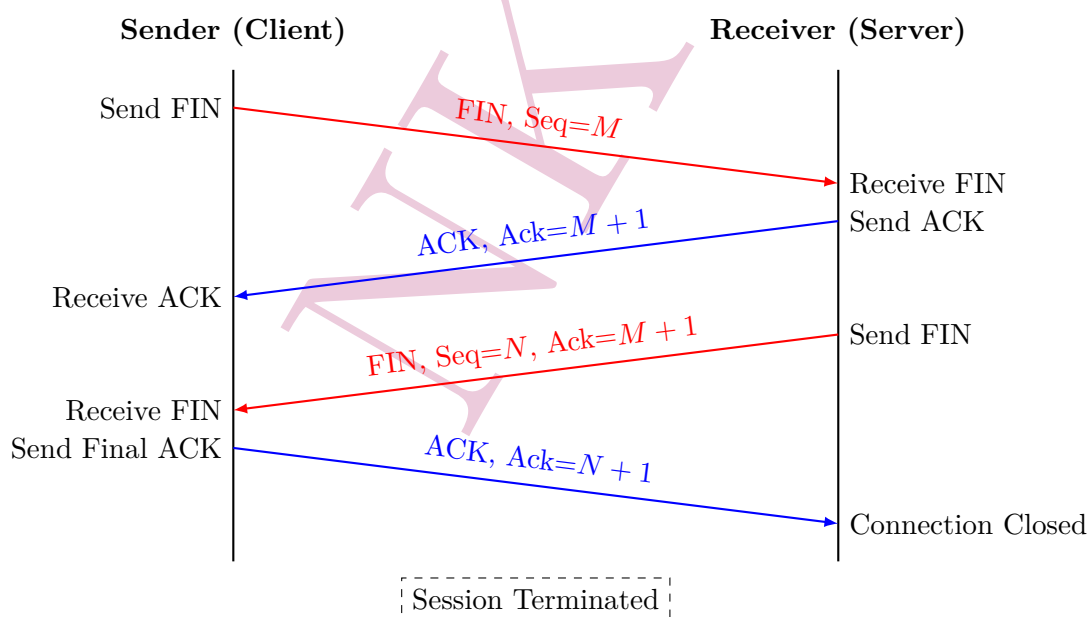 Sender (Client)
Receiver (Server)
Send FIN
FIN, Seq=M
Receive FIN
Send ACK
ACK, Ack=M + 1
Receive ACK
Send FIN
FIN, Seq=N, Ack=M + 1
Receive FIN
Send Final ACK
ACK, Ack=N + 1
Connection Closed
Session Terminated